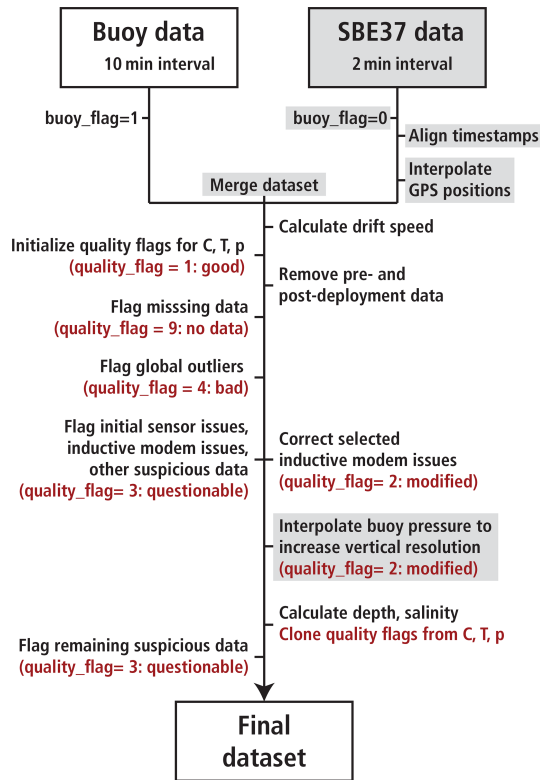 Buoy data
10 min interval
SBE37 data
2 min interval
buoy_flag=1
buoy_flag=0
Align timestamps
Interpolate
GPS positions
Merge dataset
Calculate drift speed
Initialize quality flags for C, T, p
(quality_flag = 1: good)
Remove pre- and
post-deployment data
Flag misssing data
(quality_flag = 9: no data)
Flag global outliers
(quality_flag = 4: bad)
Flag initial sensor issues,
inductive modem issues,
other suspicious data
(quality_flag= 3: questionable)
Correct selected
inductive modem issues
(quality_flag= 2: modified)
Interpolate buoy pressure to
increase vertical resolution
(quality_flag= 2: modified)
Calculate depth, salinity
Clone quality flags from C, T, p
Flag remaining suspicious data
(quality_flag= 3: questionable)
Final
dataset